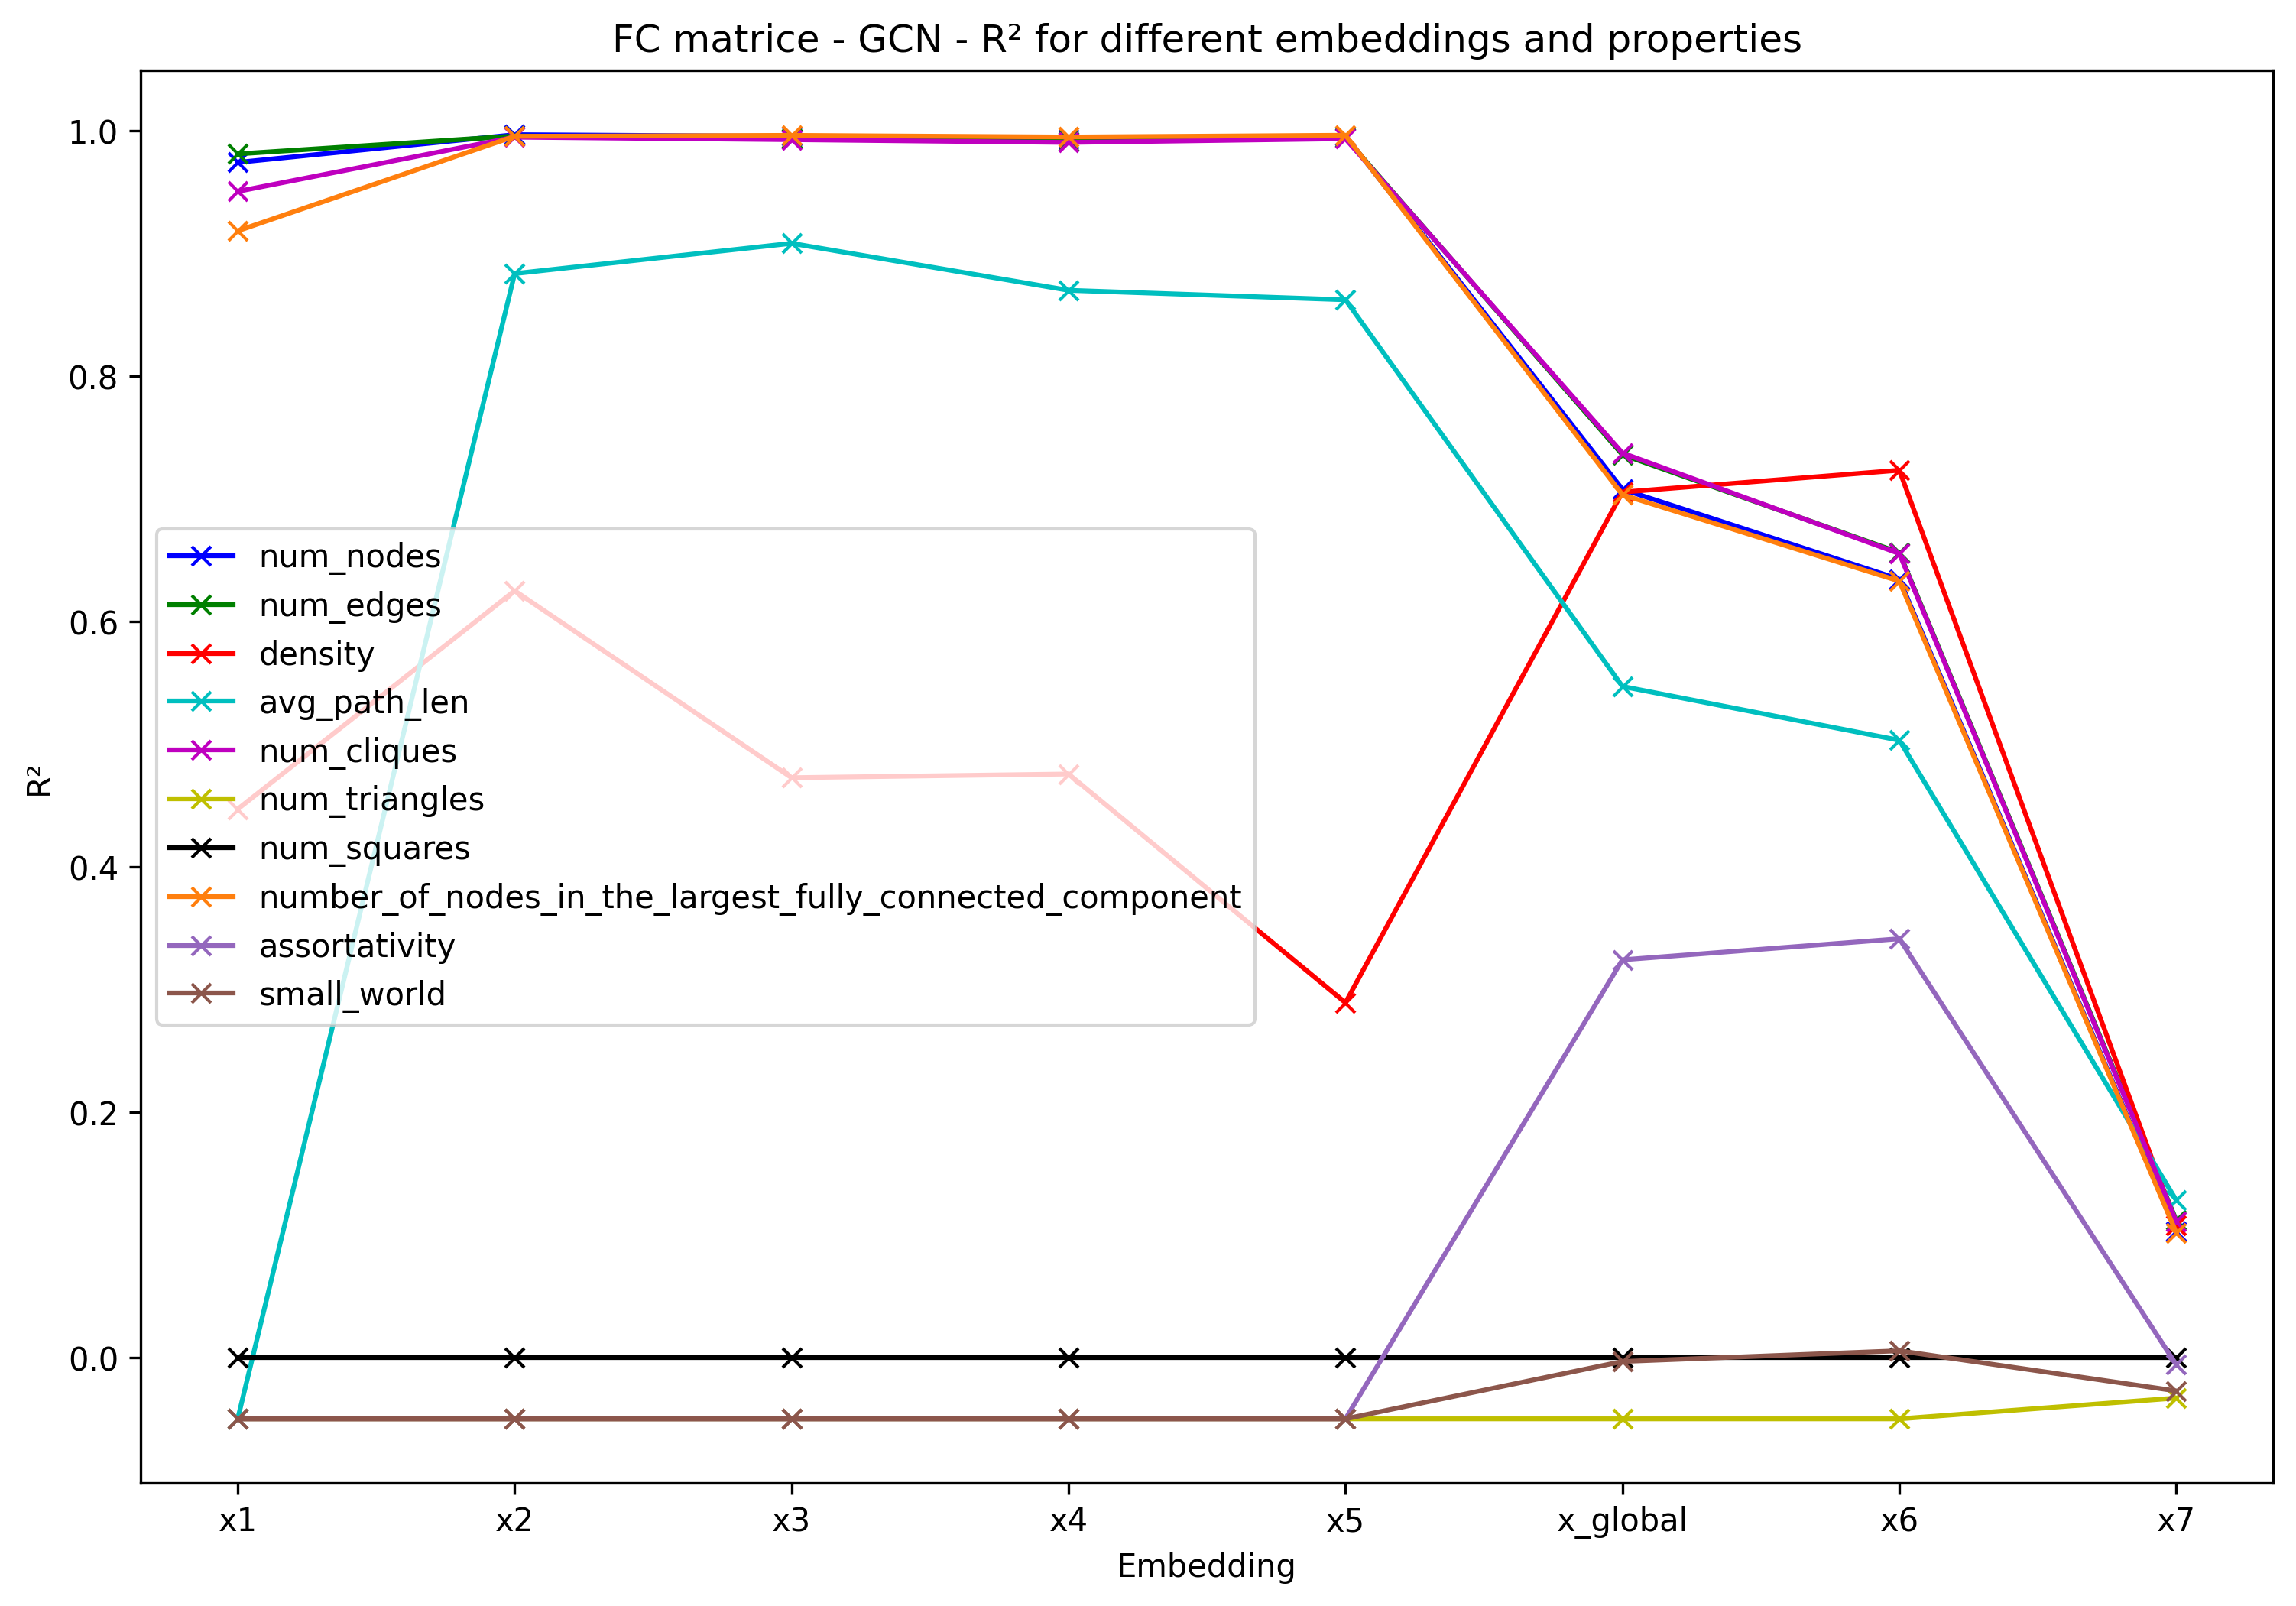 FC matrice - GCN - R² for different embeddings and properties
1.0
0.8
0.6
0.4
0.2
0.0
R²
num_nodes
num_edges
density
avg_path_len
num_cliques
num_triangles
num_squares
number_of_nodes_in_the_largest_fully_connected_component
assortativity
small_world
x1 x2 x3 x4 x5 x_global x6 x7
Embedding